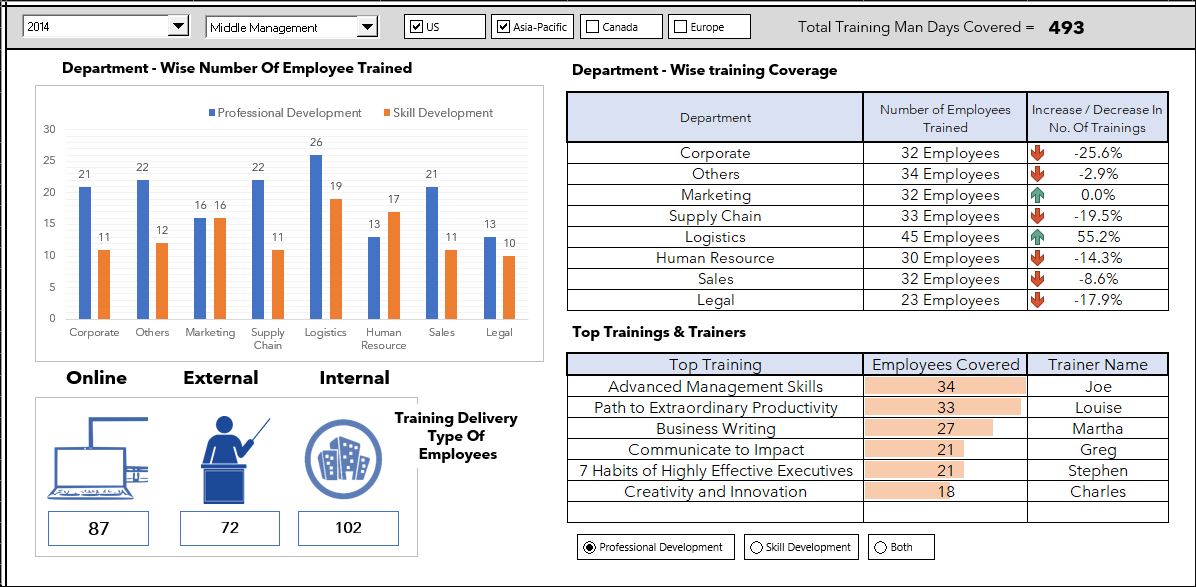 2014
Middle Management
US
Asia-Pacific
Canada
Europe
Total Training Man Days Covered = 493
Department - Wise Number Of Employee Trained
Professional Development
Skill Development
30
25
20
15
10
5
0
21
11
22
12
16
16
22
11
26
19
13
17
21
11
13
10
Corporate
Others
Marketing
Supply
Chain
Logistics
Human
Resource
Sales
Legal
Online
External
Internal
Training Delivery
Type Of
Employees
87
72
102
Department - Wise training Coverage
Department
Number of Employees
Trained
Increase / Decrease In
No. Of Trainings
Corporate 32 Employees -25.6%
Others 34 Employees -2.9%
Marketing 32 Employees 0.0%
Supply Chain 33 Employees -19.5%
Logistics 45 Employees 55.2%
Human Resource 30 Employees -14.3%
Sales 32 Employees -8.6%
Legal 23 Employees -17.9%
Top Trainings & Trainers
Top Training Employees Covered Trainer Name
Advanced Management Skills 34 Joe
Path to Extraordinary Productivity 33 Louise
Business Writing 27 Martha
Communicate to Impact 21 Greg
7 Habits of Highly Effective Executives 21 Stephen
Creativity and Innovation 18 Charles
Professional Development
Skill Development
Both